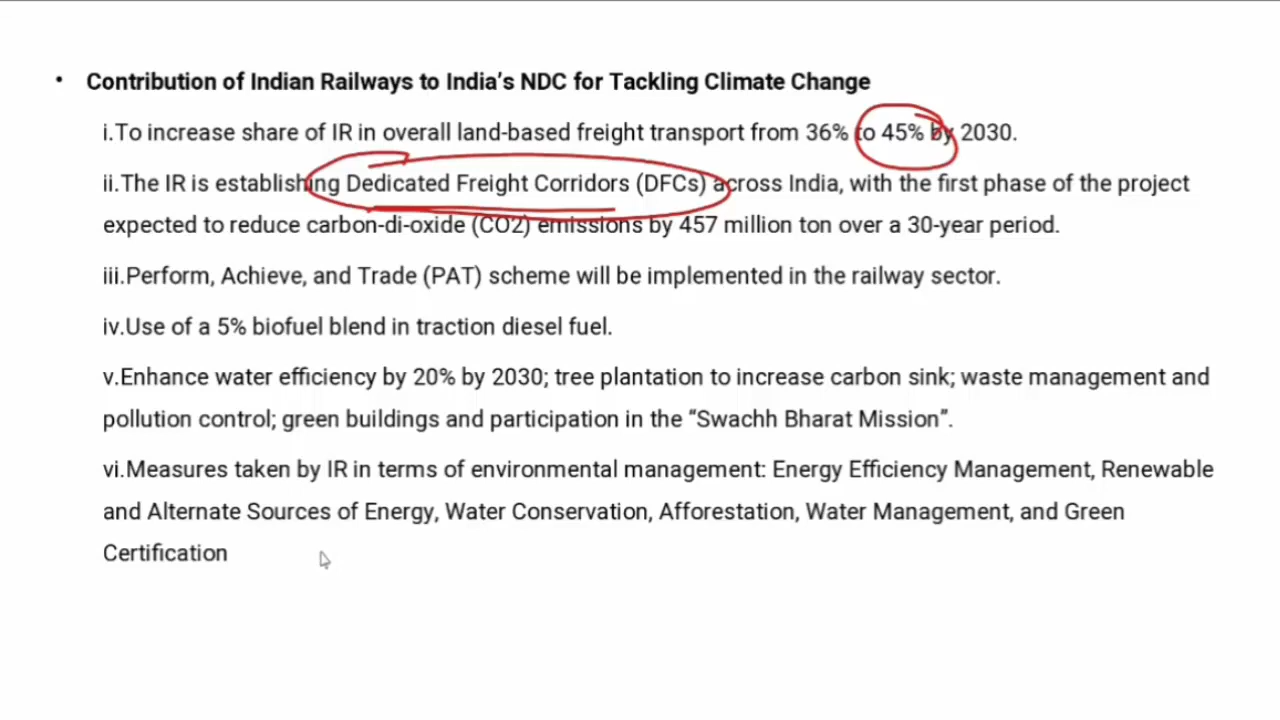 • Contribution of Indian Railways to India’s NDC for Tackling Climate Change
i.To increase share of IR in overall land-based freight transport from 36% to 45% by 2030.
ii.The IR is establishing Dedicated Freight Corridors (DFCs) across India, with the first phase of the project
expected to reduce carbon-di-oxide (CO2) emissions by 457 million ton over a 30-year period.
iii.Perform, Achieve, and Trade (PAT) scheme will be implemented in the railway sector.
iv.Use of a 5% biofuel blend in traction diesel fuel.
v.Enhance water efficiency by 20% by 2030; tree plantation to increase carbon sink; waste management and
pollution control; green buildings and participation in the “Swachh Bharat Mission”.
vi.Measures taken by IR in terms of environmental management: Energy Efficiency Management, Renewable
and Alternate Sources of Energy, Water Conservation, Afforestation, Water Management, and Green
Certification